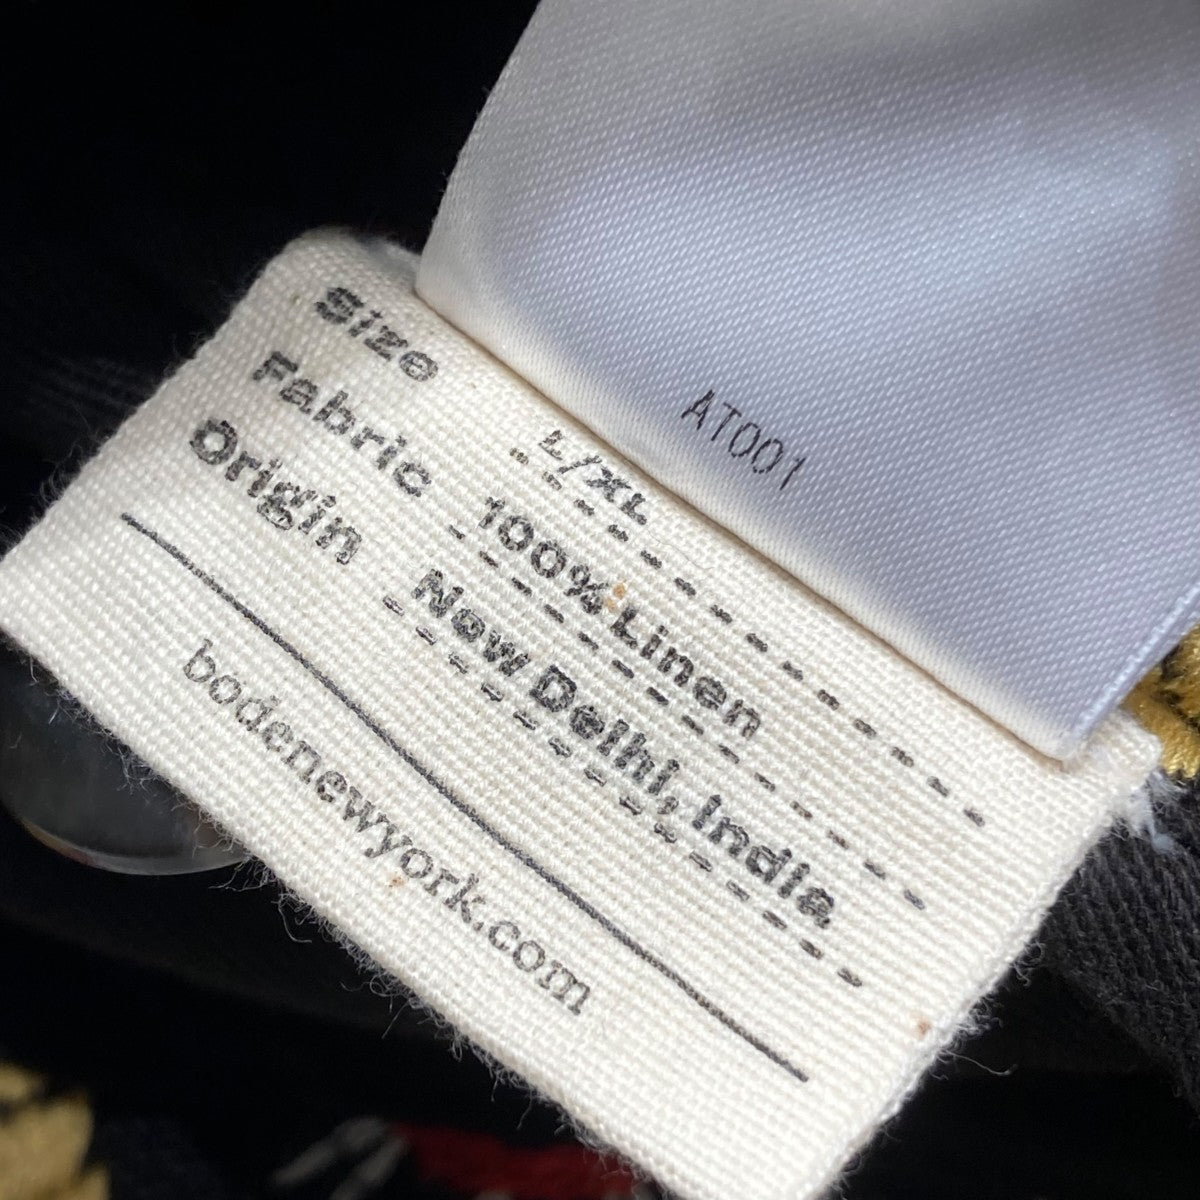 AT001
Size L/XL
Fabric 100% Linen
Origin New Delhi, India
bodenewyork.com